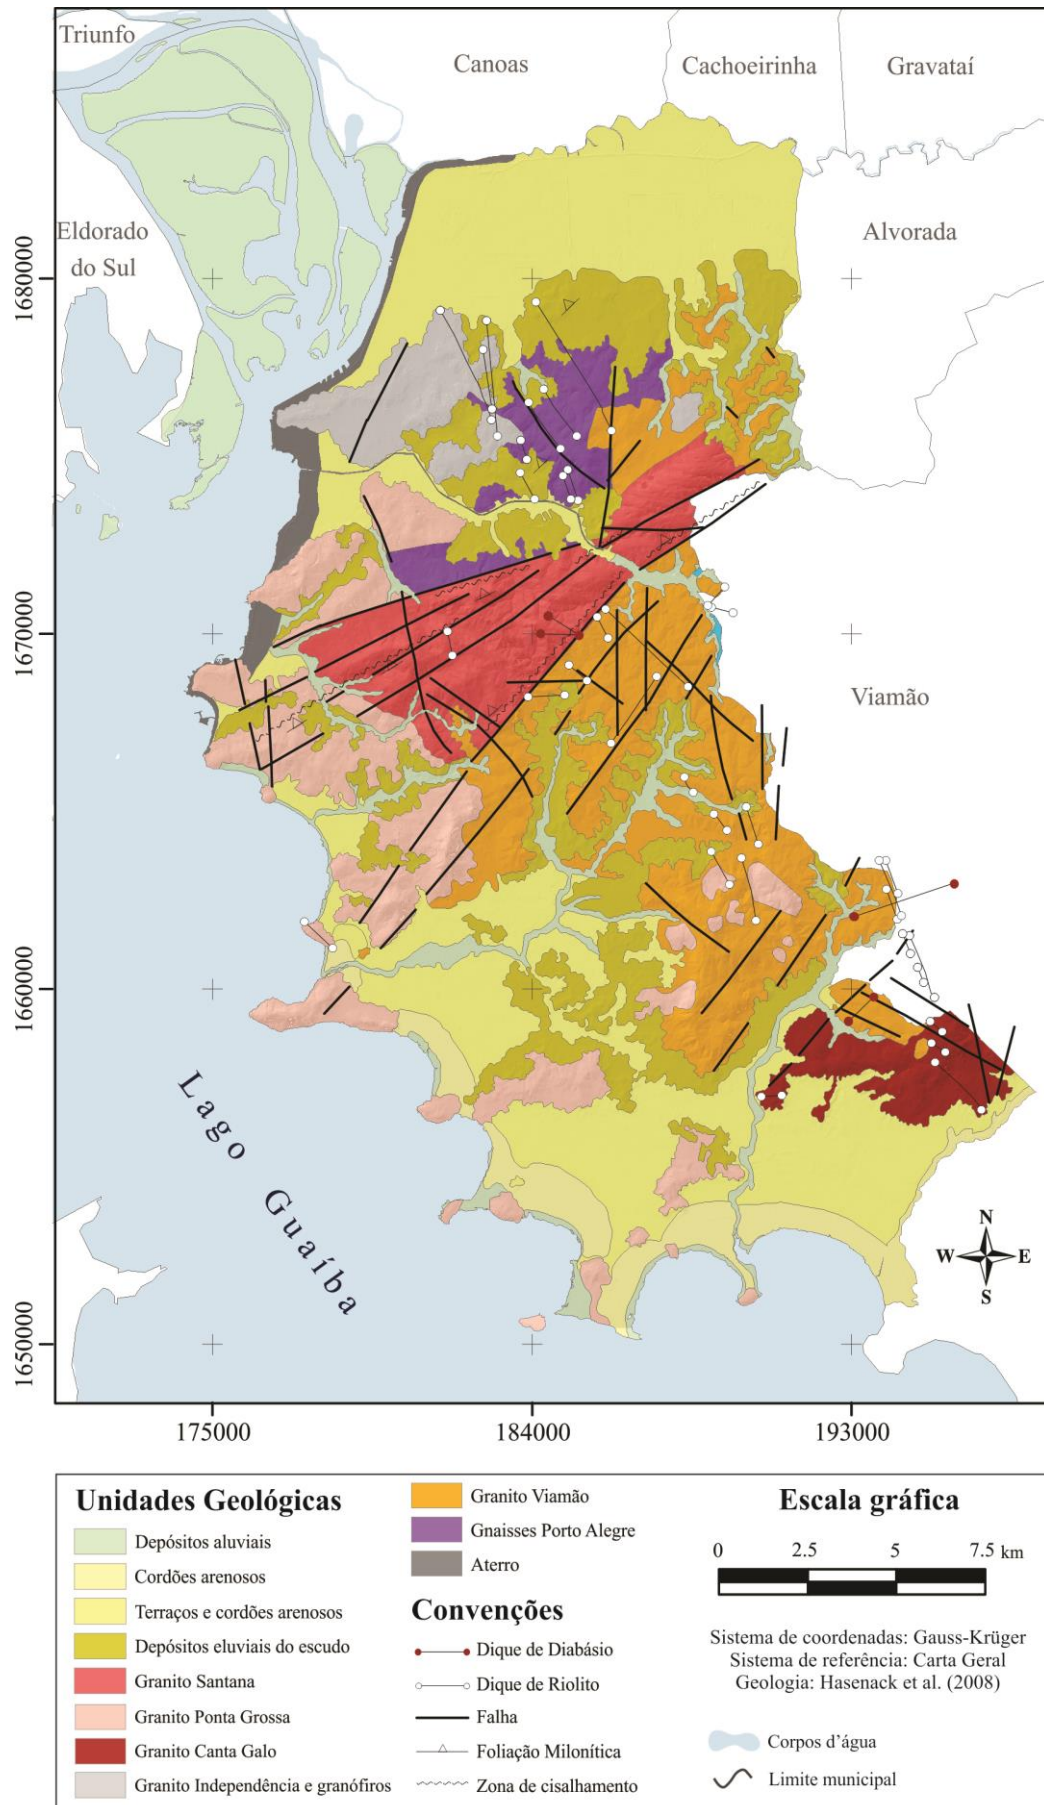 Triunfo
Canoas
Cachoeirinha
Gravataí
Eldorado
do Sul
Alvorada
1680000
1670000
Viamão
1660000
Lago Guaíba
N
W E
S
1650000
175000
184000
193000
Unidades Geológicas
Depósitos aluviais
Cordões arenosos
Terraços e cordões arenosos
Depósitos eluviais do escudo
Granito Santana
Granito Ponta Grossa
Granito Canta Galo
Granito Independência e granófiros
Granito Viamão
Gnaisses Porto Alegre
Aterro
Convenções
Dique de Diabásio
Dique de Riolito
Falha
Foliação Milonítica
Zona de cisalhamento
Escala gráfica
0 2.5 5 7.5 km
Sistema de coordenadas: Gauss-Krüger
Sistema de referência: Carta Geral
Geologia: Hasenack et al. (2008)
Corpos d’água
Limite municipal